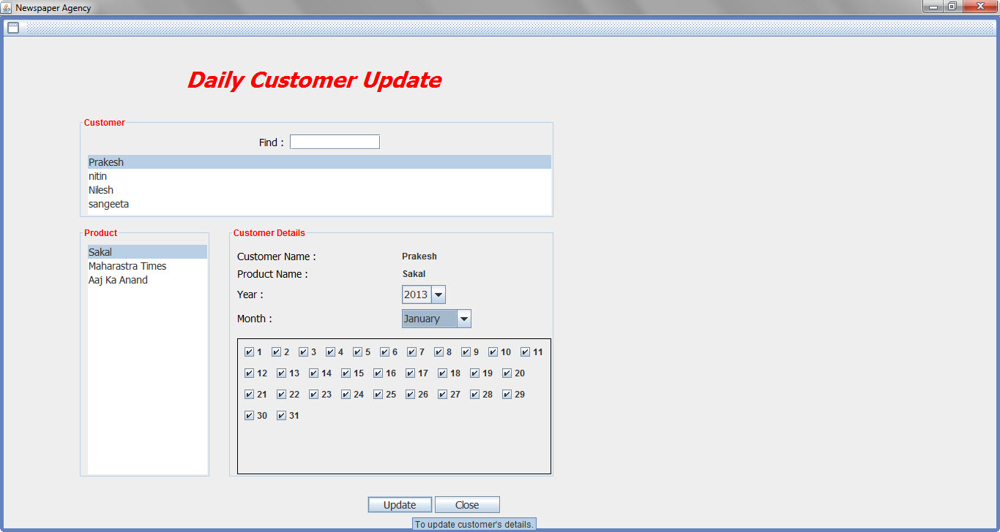 Newspaper Agency
Daily Customer Update
Customer
Find :
Prakesh
nitin
Nilesh
sangeeta
Product
Sakal
Maharastra Times
Aaj Ka Anand
Customer Details
Customer Name : Prakesh
Product Name : Sakal
Year : 2013
Month : January
1 2 3 4 5 6 7 8 9 10 11
12 13 14 15 16 17 18 19 20
21 22 23 24 25 26 27 28 29
30 31
Update Close
To update customer's details.